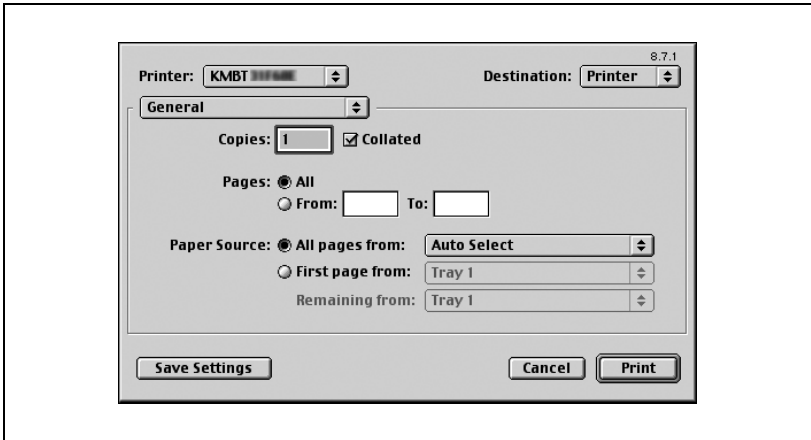 8.7.1
Printer: KMBT Destination: Printer
General
Copies: 1 Collated
Pages: All
From: To:
Paper Source: All pages from: Auto Select
First page from: Tray 1
Remaining from: Tray 1
Save Settings Cancel Print